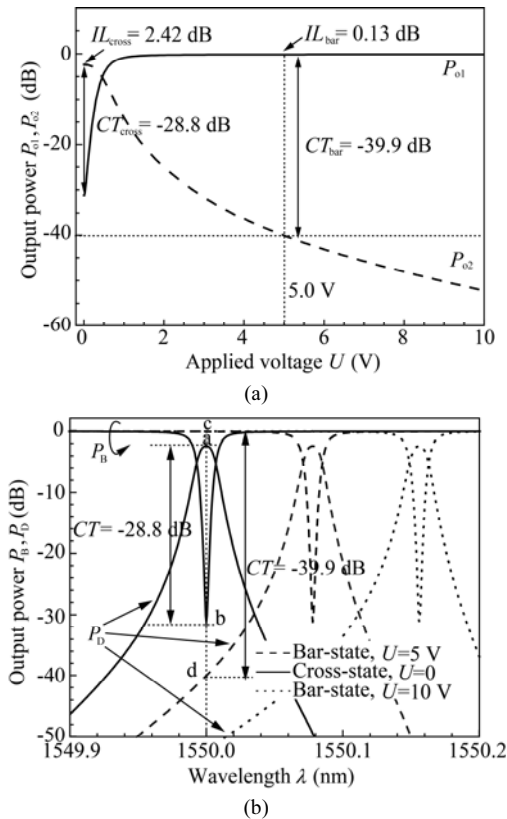 (a)
IL_cross = 2.42 dB
IL_bar = 0.13 dB
0
-20
-40
-60
Output power P_o1, P_o2 (dB)
P_o1
CT_cross= -28.8 dB
CT_bar= -39.9 dB
P_o2
5.0 V
0 2 4 6 8 10
Applied voltage U (V)
(a)
0
-10
-20
-30
-40
-50
Output power P_B, P_D (dB)
c
a
P_B
CT= -28.8 dB
CT= -39.9 dB
b
P_D
d
Bar-state, U=5 V
Cross-state, U=0
Bar-state, U=10 V
1549.9 1550.0 1550.1 1550.2
Wavelength λ (nm)
(b)